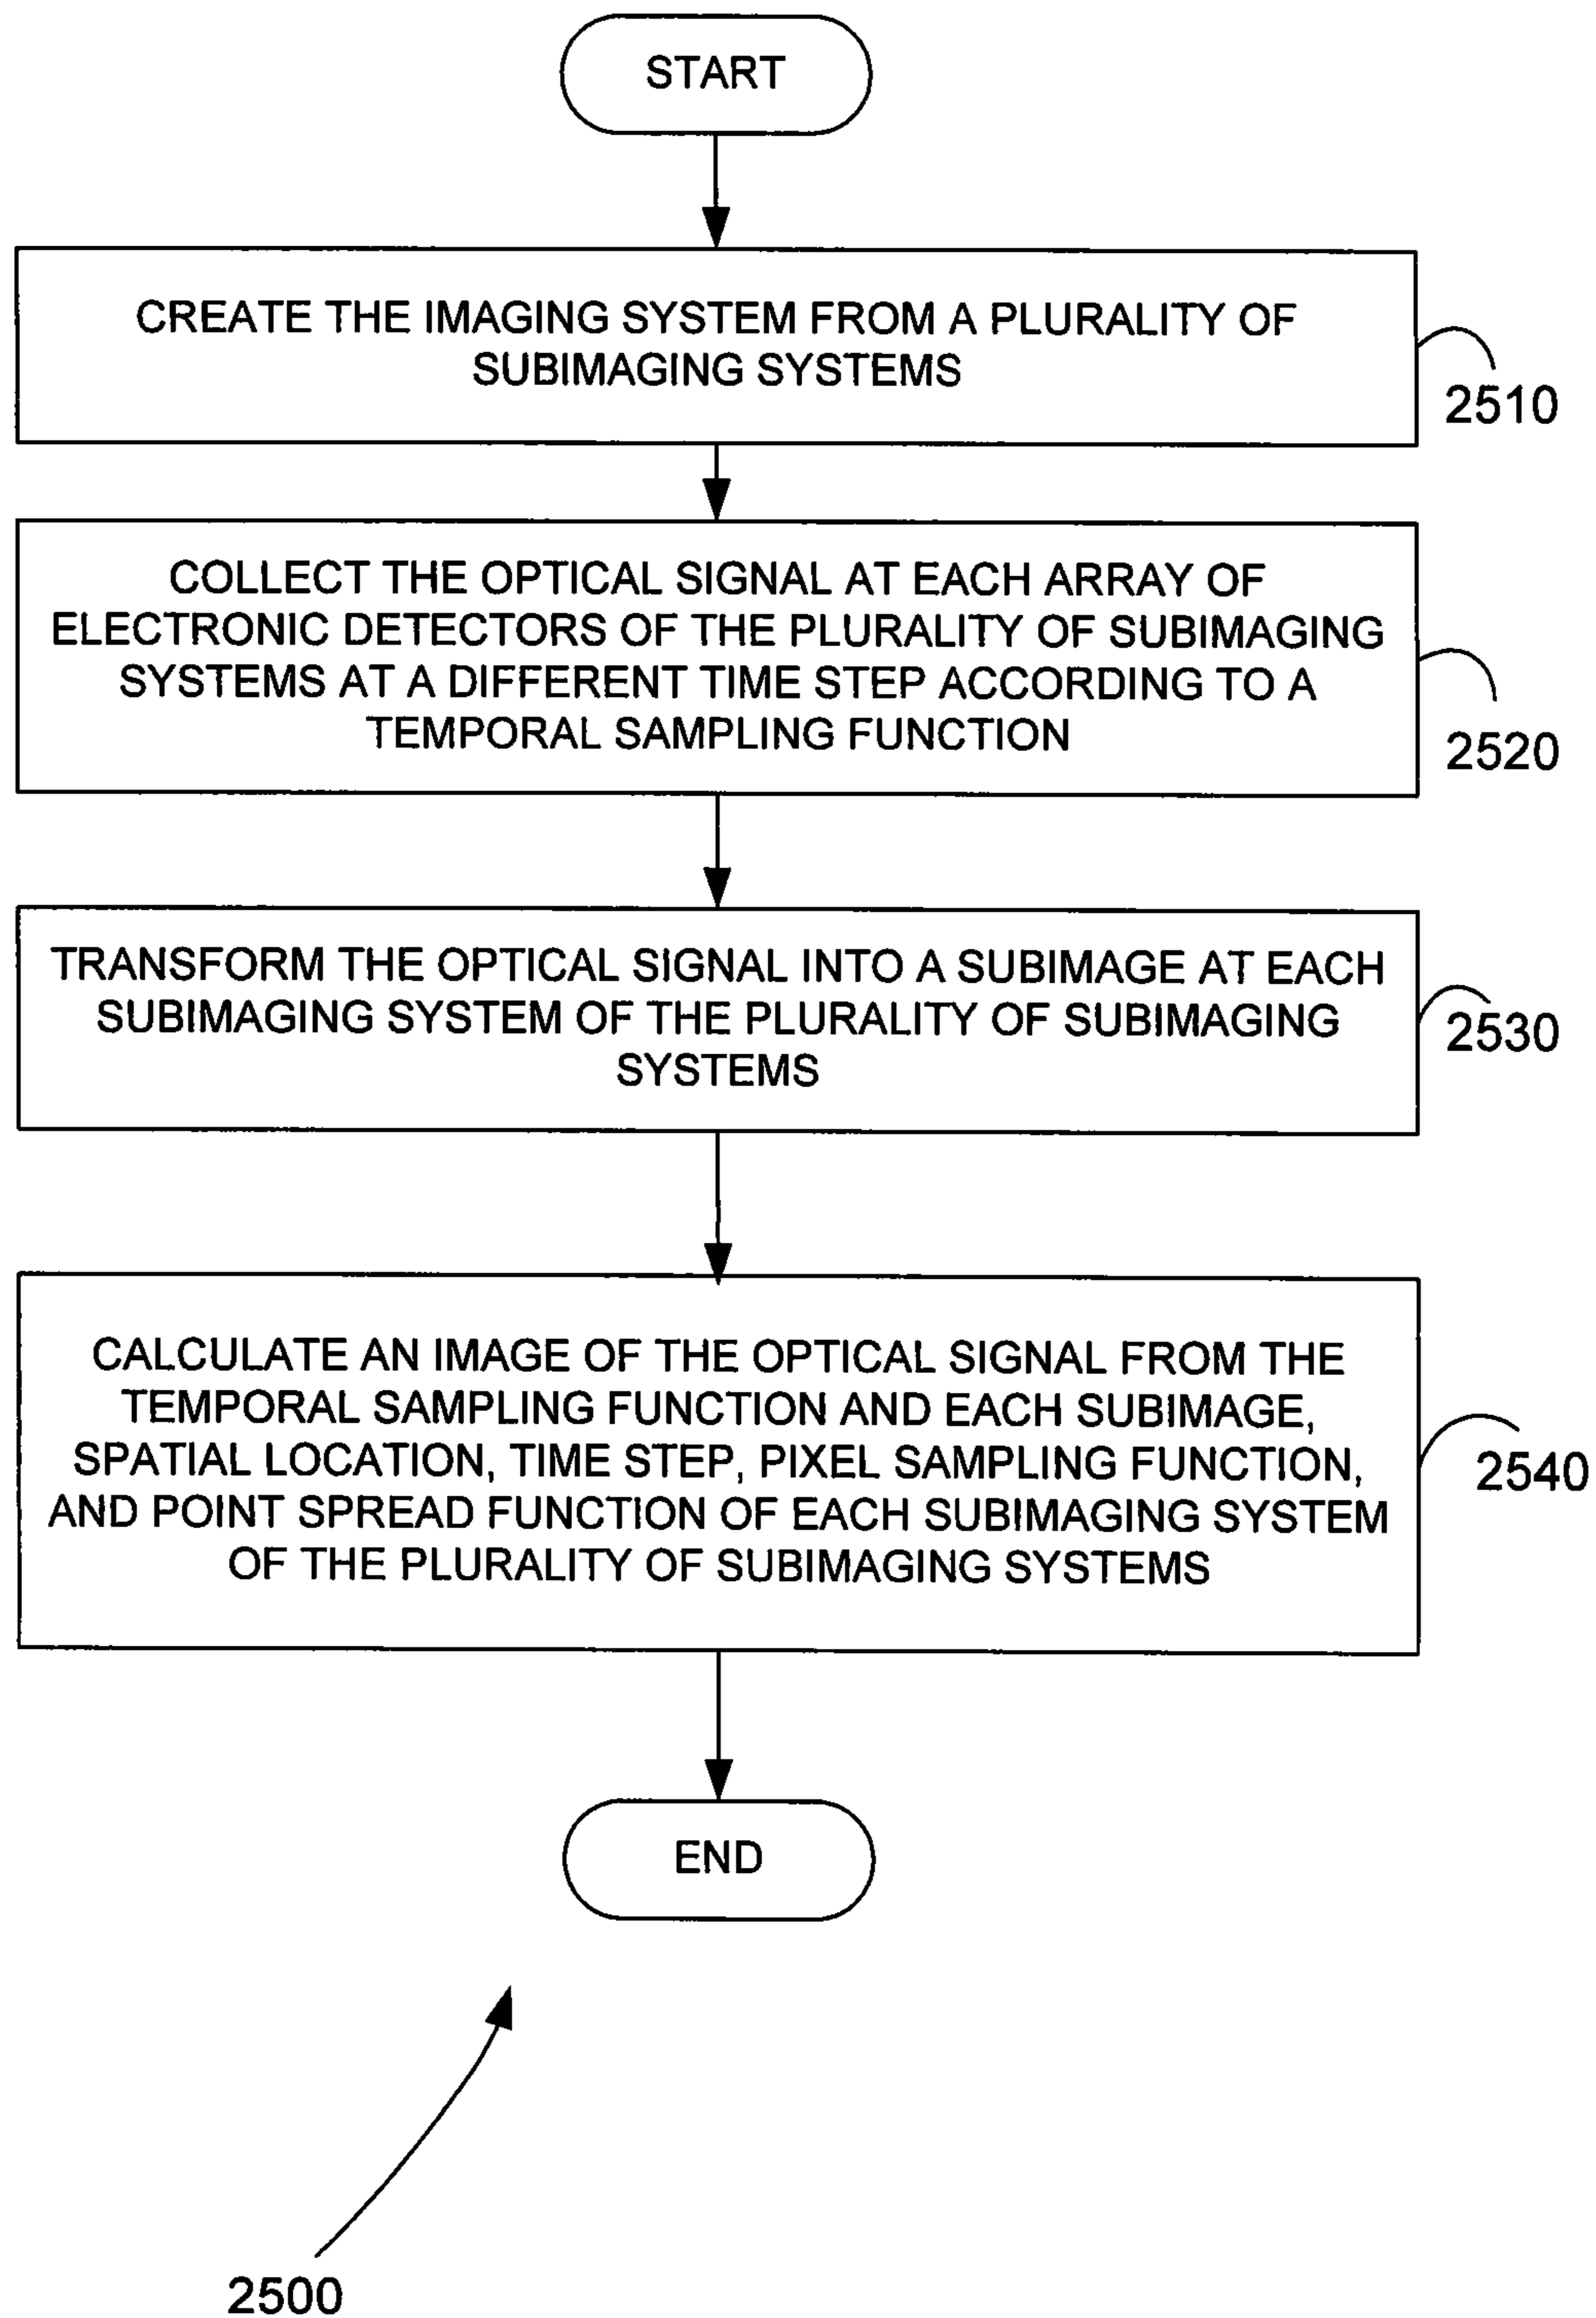 START
CREATE THE IMAGING SYSTEM FROM A PLURALITY OF
SUBIMAGING SYSTEMS
2510
COLLECT THE OPTICAL SIGNAL AT EACH ARRAY OF
ELECTRONIC DETECTORS OF THE PLURALITY OF SUBIMAGING
SYSTEMS AT A DIFFERENT TIME STEP ACCORDING TO A
TEMPORAL SAMPLING FUNCTION
2520
TRANSFORM THE OPTICAL SIGNAL INTO A SUBIMAGE AT EACH
SUBIMAGING SYSTEM OF THE PLURALITY OF SUBIMAGING
SYSTEMS
2530
CALCULATE AN IMAGE OF THE OPTICAL SIGNAL FROM THE
TEMPORAL SAMPLING FUNCTION AND EACH SUBIMAGE,
SPATIAL LOCATION, TIME STEP, PIXEL SAMPLING FUNCTION,
AND POINT SPREAD FUNCTION OF EACH SUBIMAGING SYSTEM
OF THE PLURALITY OF SUBIMAGING SYSTEMS
2540
END
2500